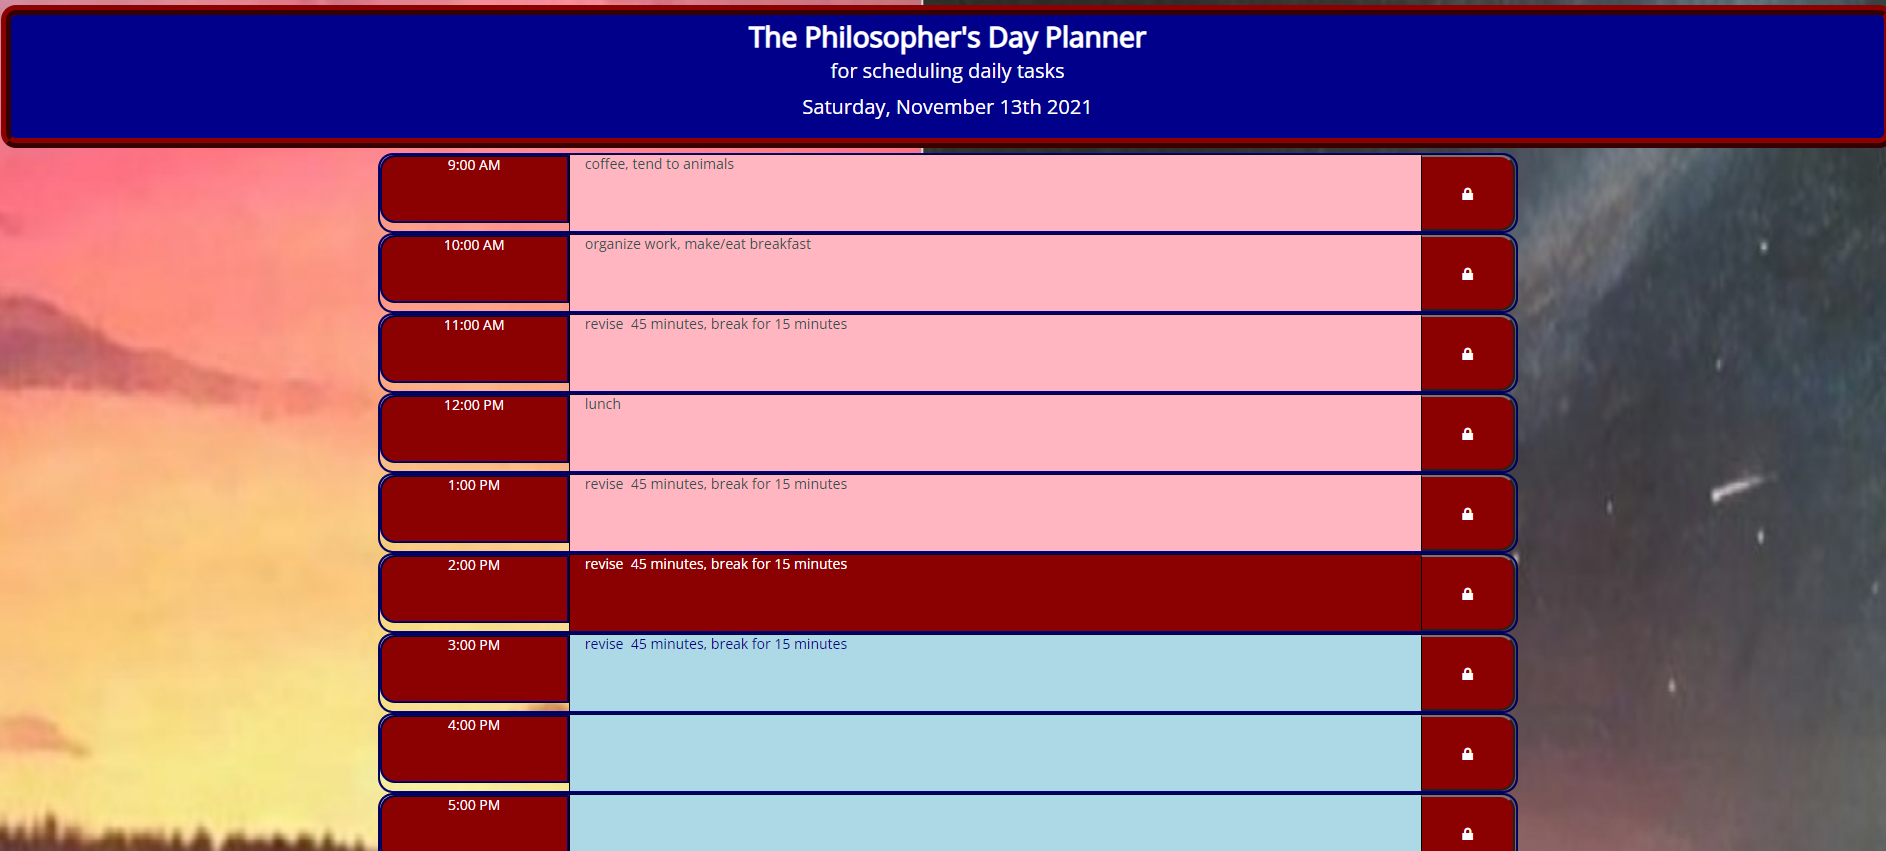 The Philosopher's Day Planner
for scheduling daily tasks
Saturday, November 13th 2021
9:00 AM coffee, tend to animals
10:00 AM organize work, make/eat breakfast
11:00 AM revise  45 minutes, break for 15 minutes
12:00 PM lunch
1:00 PM revise  45 minutes, break for 15 minutes
2:00 PM revise  45 minutes, break for 15 minutes
3:00 PM revise  45 minutes, break for 15 minutes
4:00 PM
5:00 PM